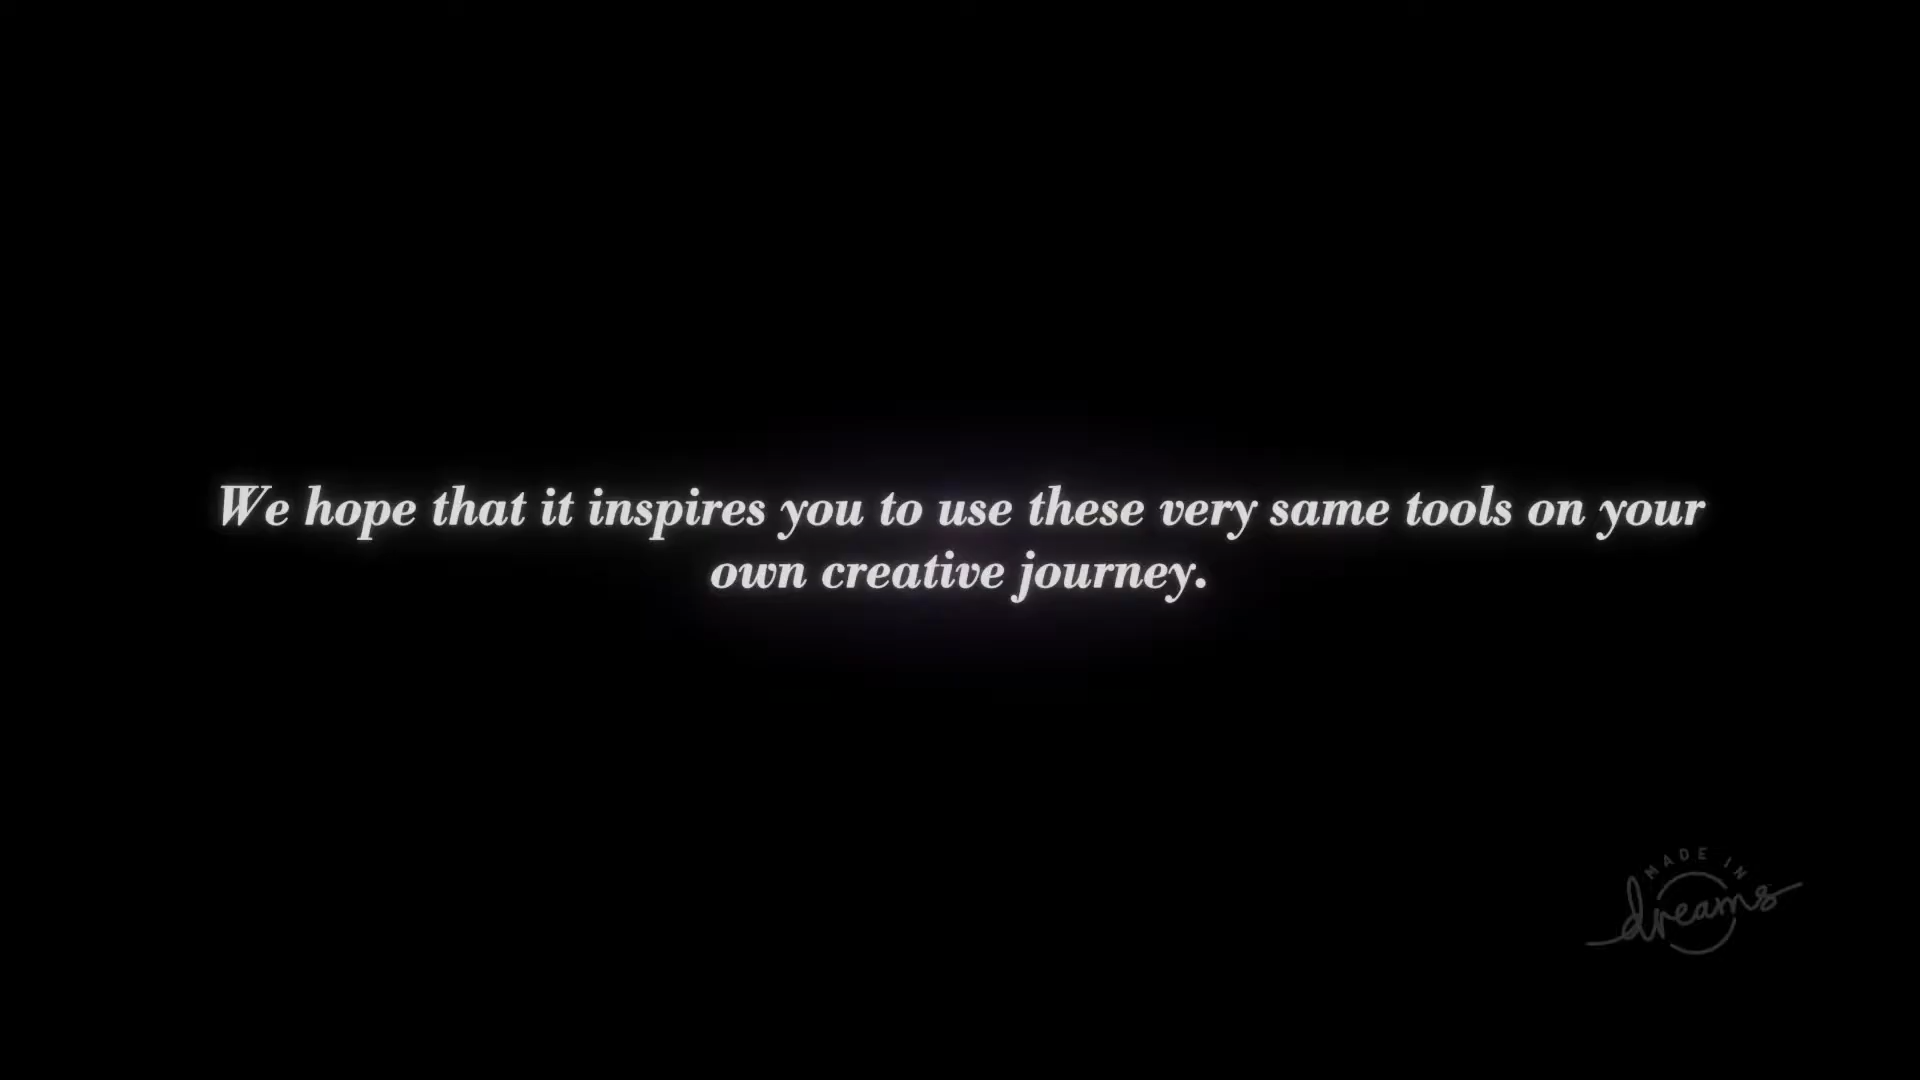 We hope that it inspires you to use these very same tools on your
own creative journey.
MADE IN
dreams